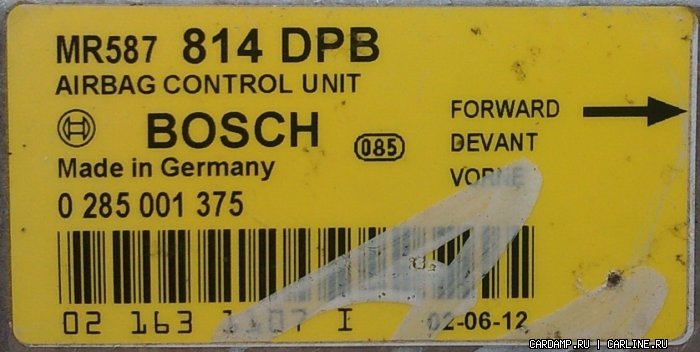 MR587 814 DPB
AIRBAG CONTROL UNIT
BOSCH
085
Made in Germany
0 285 001 375
FORWARD
DEVANT
VORNE
02 163 1107 I
02-06-12
CARDAMP.RU | CARLINE.RU